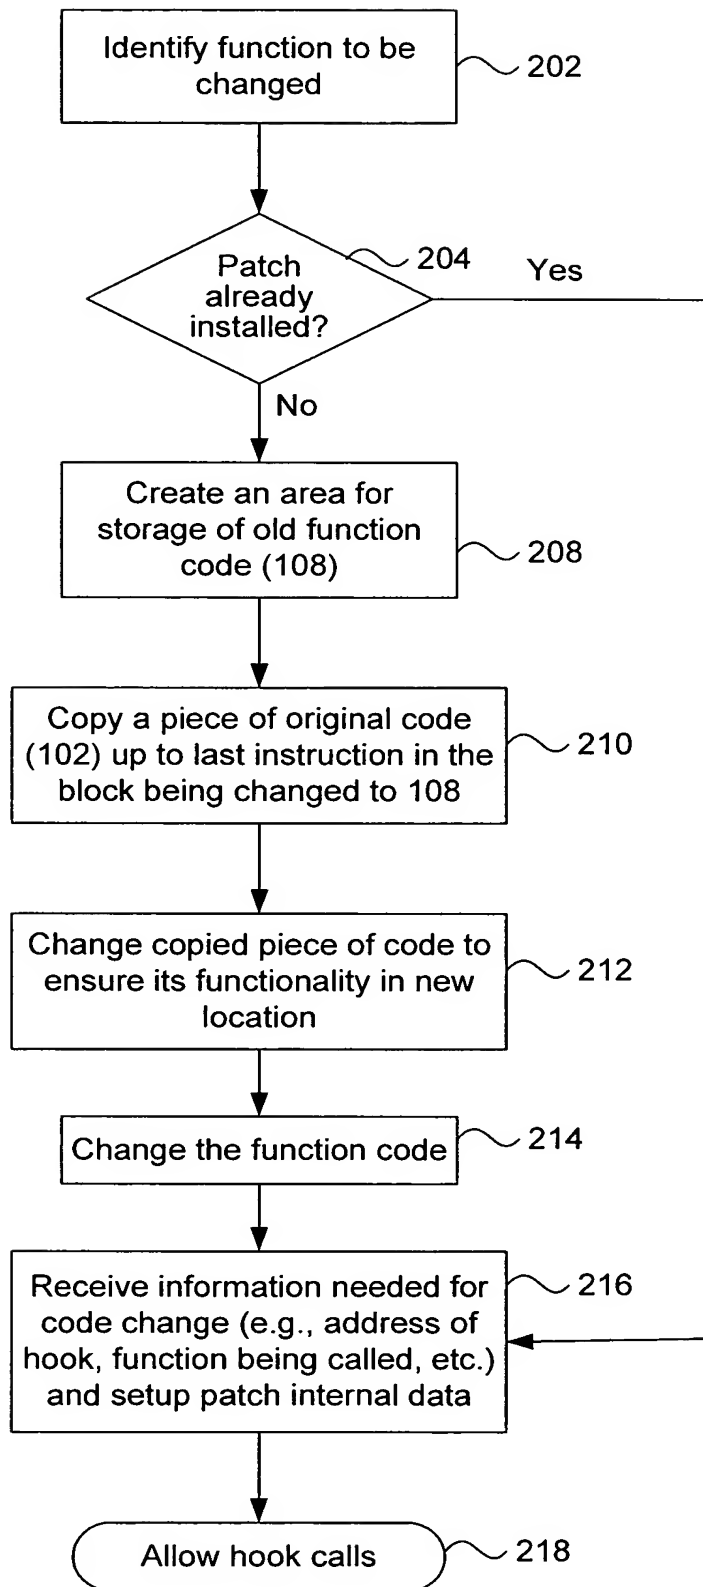 Identify function to be
changed
202
204
Patch
already
installed?
Yes
No
Create an area for
storage of old function
code (108)
208
Copy a piece of original code
(102) up to last instruction in the
block being changed to 108
210
Change copied piece of code to
ensure its functionality in new
location
212
Change the function code
214
Receive information needed for
code change (e.g., address of
hook, function being called, etc.)
and setup patch internal data
216
Allow hook calls
218